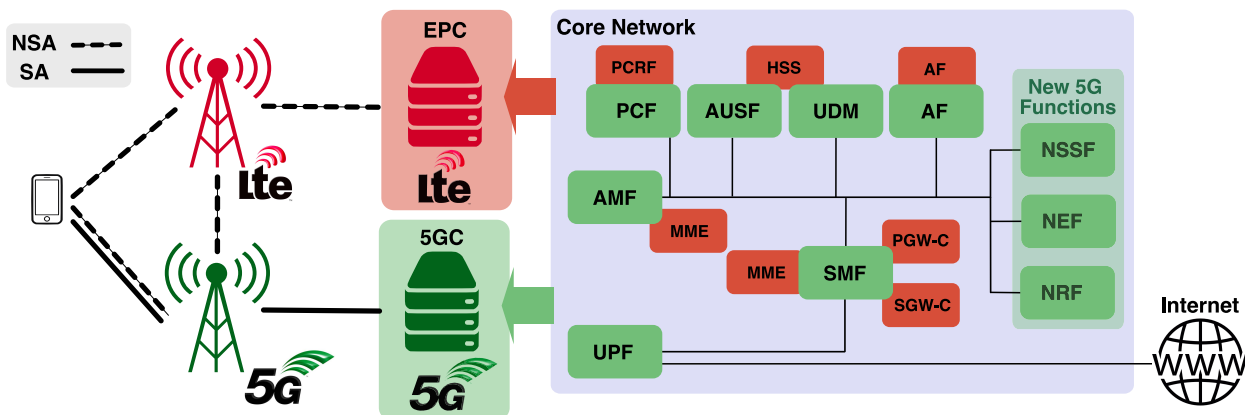 NSA
SA
Lte
5G
EPC
Lte
5GC
5G
Core Network
PCRF
HSS
AF
PCF
AUSF
UDM
AF
New 5G
Functions
NSSF
NEF
NRF
AMF
MME
MME
SMF
PGW-C
SGW-C
UPF
Internet
WWW